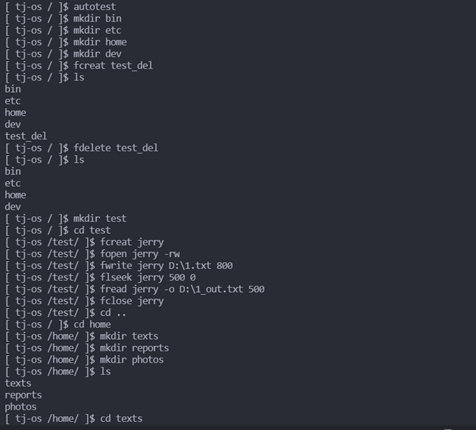 [ tj-os / ]$ autotest
[ tj-os / ]$ mkdir bin
[ tj-os / ]$ mkdir etc
[ tj-os / ]$ mkdir home
[ tj-os / ]$ mkdir dev
[ tj-os / ]$ fcreat test_del
[ tj-os / ]$ ls
bin
etc
home
dev
test_del
[ tj-os / ]$ fdelete test_del
[ tj-os / ]$ ls
bin
etc
home
dev
[ tj-os / ]$ mkdir test
[ tj-os / ]$ cd test
[ tj-os /test/ ]$ fcreat jerry
[ tj-os /test/ ]$ fopen jerry -rw
[ tj-os /test/ ]$ fwrite jerry D:\1.txt 800
[ tj-os /test/ ]$ flseek jerry 500 0
[ tj-os /test/ ]$ fread jerry -o D:\1_out.txt 500
[ tj-os /test/ ]$ fclose jerry
[ tj-os /test/ ]$ cd ..
[ tj-os / ]$ cd home
[ tj-os /home/ ]$ mkdir texts
[ tj-os /home/ ]$ mkdir reports
[ tj-os /home/ ]$ mkdir photos
[ tj-os /home/ ]$ ls
texts
reports
photos
[ tj-os /home/ ]$ cd texts